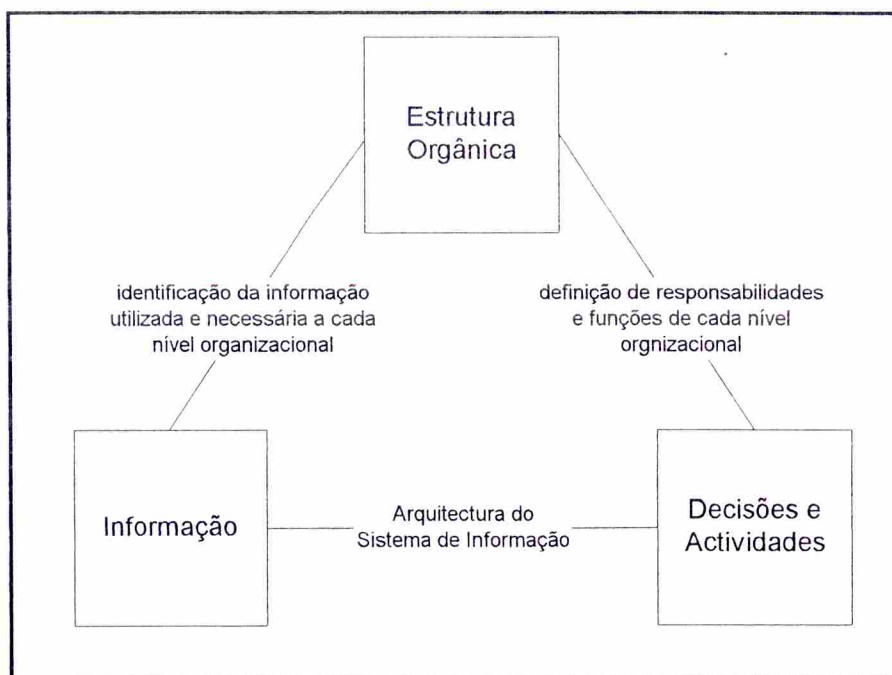 Estrutura
Orgânica
identificação da informação
utilizada e necessária a cada
nível organizacional
definição de responsabilidades
e funções de cada nível
orgnizacional
Informação
Arquitectura do
Sistema de Informação
Decisões e
Actividades